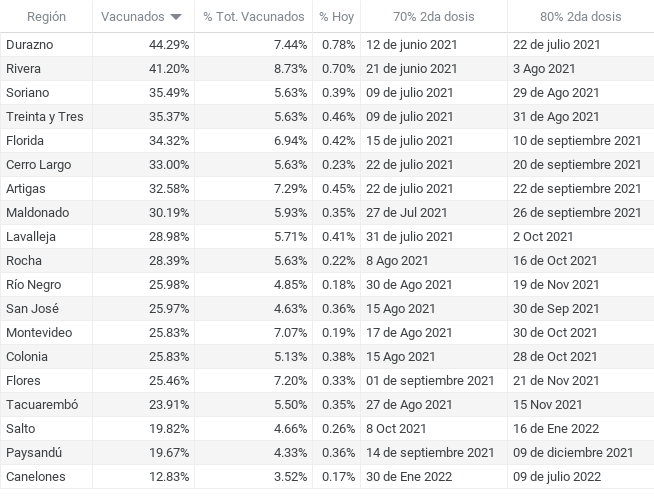 Región Vacunados % Tot. Vacunados % Hoy 70% 2da dosis 80% 2da dosis
Durazno 44.29% 7.44% 0.78% 12 de junio 2021 22 de julio 2021
Rivera 41.20% 8.73% 0.70% 21 de junio 2021 3 Ago 2021
Soriano 35.49% 5.63% 0.39% 09 de julio 2021 29 de Ago 2021
Treinta y Tres 35.37% 5.63% 0.46% 09 de julio 2021 31 de Ago 2021
Florida 34.32% 6.94% 0.42% 15 de julio 2021 10 de septiembre 2021
Cerro Largo 33.00% 5.63% 0.23% 22 de julio 2021 20 de septiembre 2021
Artigas 32.58% 7.29% 0.45% 22 de julio 2021 22 de septiembre 2021
Maldonado 30.19% 5.93% 0.35% 27 de Jul 2021 26 de septiembre 2021
Lavalleja 28.98% 5.71% 0.41% 31 de julio 2021 2 Oct 2021
Rocha 28.39% 5.63% 0.22% 8 Ago 2021 16 de Oct 2021
Río Negro 25.98% 4.85% 0.18% 30 de Ago 2021 19 de Nov 2021
San José 25.97% 4.63% 0.36% 15 Ago 2021 30 de Sep 2021
Montevideo 25.83% 7.07% 0.19% 17 de Ago 2021 30 de Oct 2021
Colonia 25.83% 5.13% 0.38% 15 Ago 2021 28 de Oct 2021
Flores 25.46% 7.20% 0.33% 01 de septiembre 2021 21 de Nov 2021
Tacuarembó 23.91% 5.50% 0.35% 27 de Ago 2021 15 Nov 2021
Salto 19.82% 4.66% 0.26% 8 Oct 2021 16 de Ene 2022
Paysandú 19.67% 4.33% 0.36% 14 de septiembre 2021 09 de diciembre 2021
Canelones 12.83% 3.52% 0.17% 30 de Ene 2022 09 de julio 2022